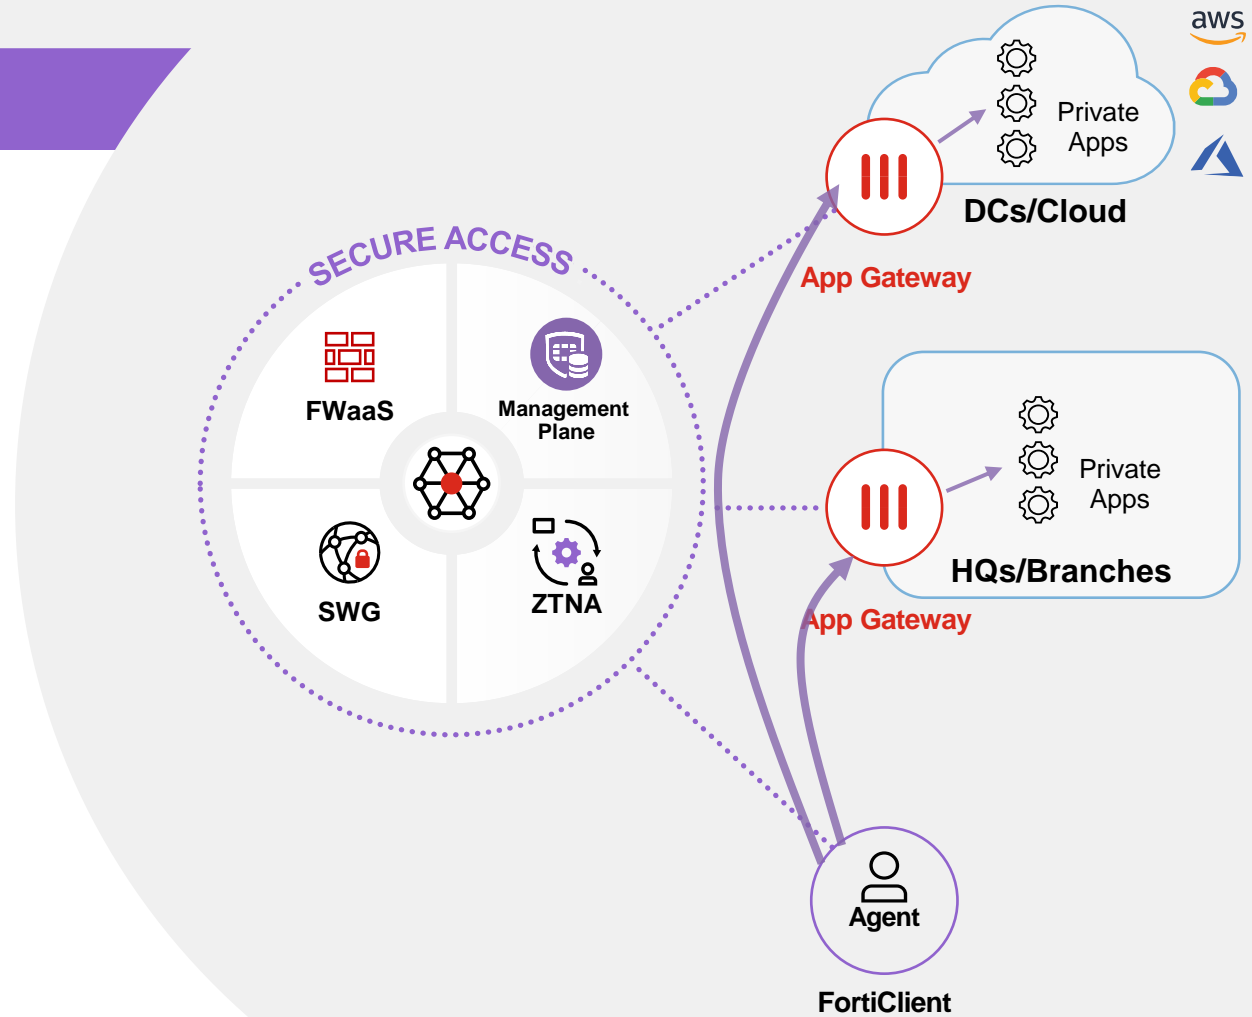 aws
Private
Apps
DCs/Cloud
App Gateway
SECURE ACCESS
FWaaS
Management
Plane
SWG
ZTNA
Private
Apps
HQs/Branches
App Gateway
Agent
FortiClient